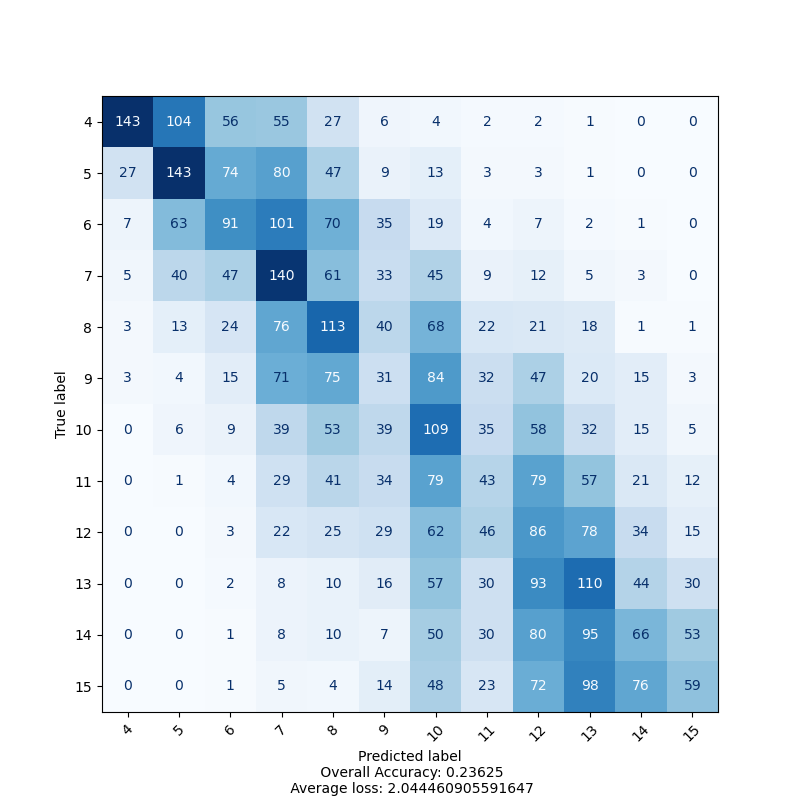 4 143 104 56 55 27 6 4 2 2 1 0 0
5 27 143 74 80 47 9 13 3 3 1 0 0
6 7 63 91 101 70 35 19 4 7 2 1 0
7 5 40 47 140 61 33 45 9 12 5 3 0
8 3 13 24 76 113 40 68 22 21 18 1 1
9 3 4 15 71 75 31 84 32 47 20 15 3
10 0 6 9 39 53 39 109 35 58 32 15 5
11 0 1 4 29 41 34 79 43 79 57 21 12
12 0 0 3 22 25 29 62 46 86 78 34 15
13 0 0 2 8 10 16 57 30 93 110 44 30
14 0 0 1 8 10 7 50 30 80 95 66 53
15 0 0 1 5 4 14 48 23 72 98 76 59
True label
4 5 6 7 8 9 10 11 12 13 14 15
Predicted label
Overall Accuracy: 0.23625
Average loss: 2.044460905591647